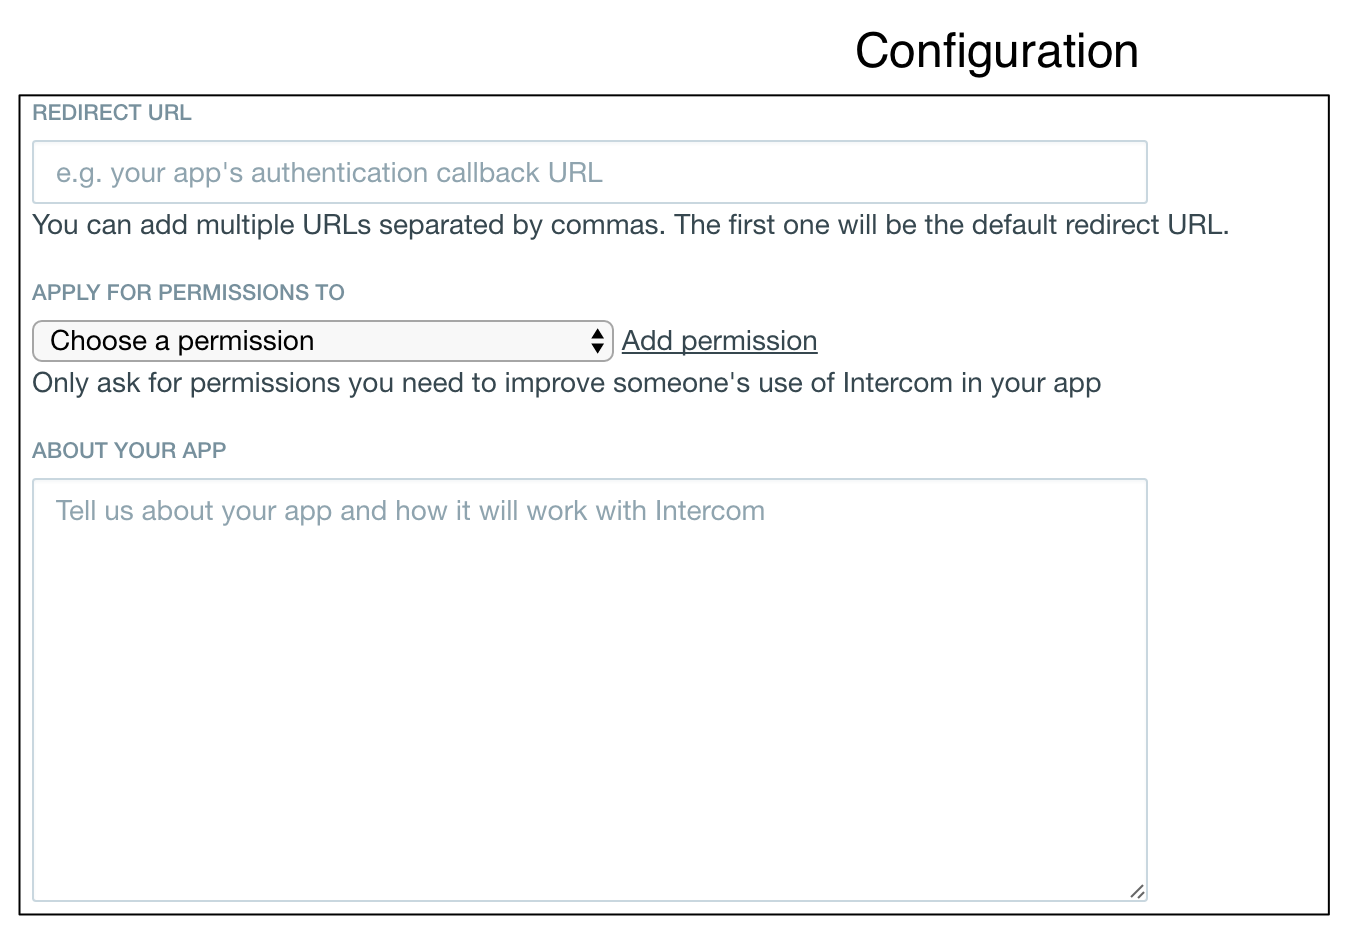 Configuration
REDIRECT URL
e.g. your app's authentication callback URL
You can add multiple URLs separated by commas. The first one will be the default redirect URL.
APPLY FOR PERMISSIONS TO
Choose a permission Add permission
Only ask for permissions you need to improve someone's use of Intercom in your app
ABOUT YOUR APP
Tell us about your app and how it will work with Intercom